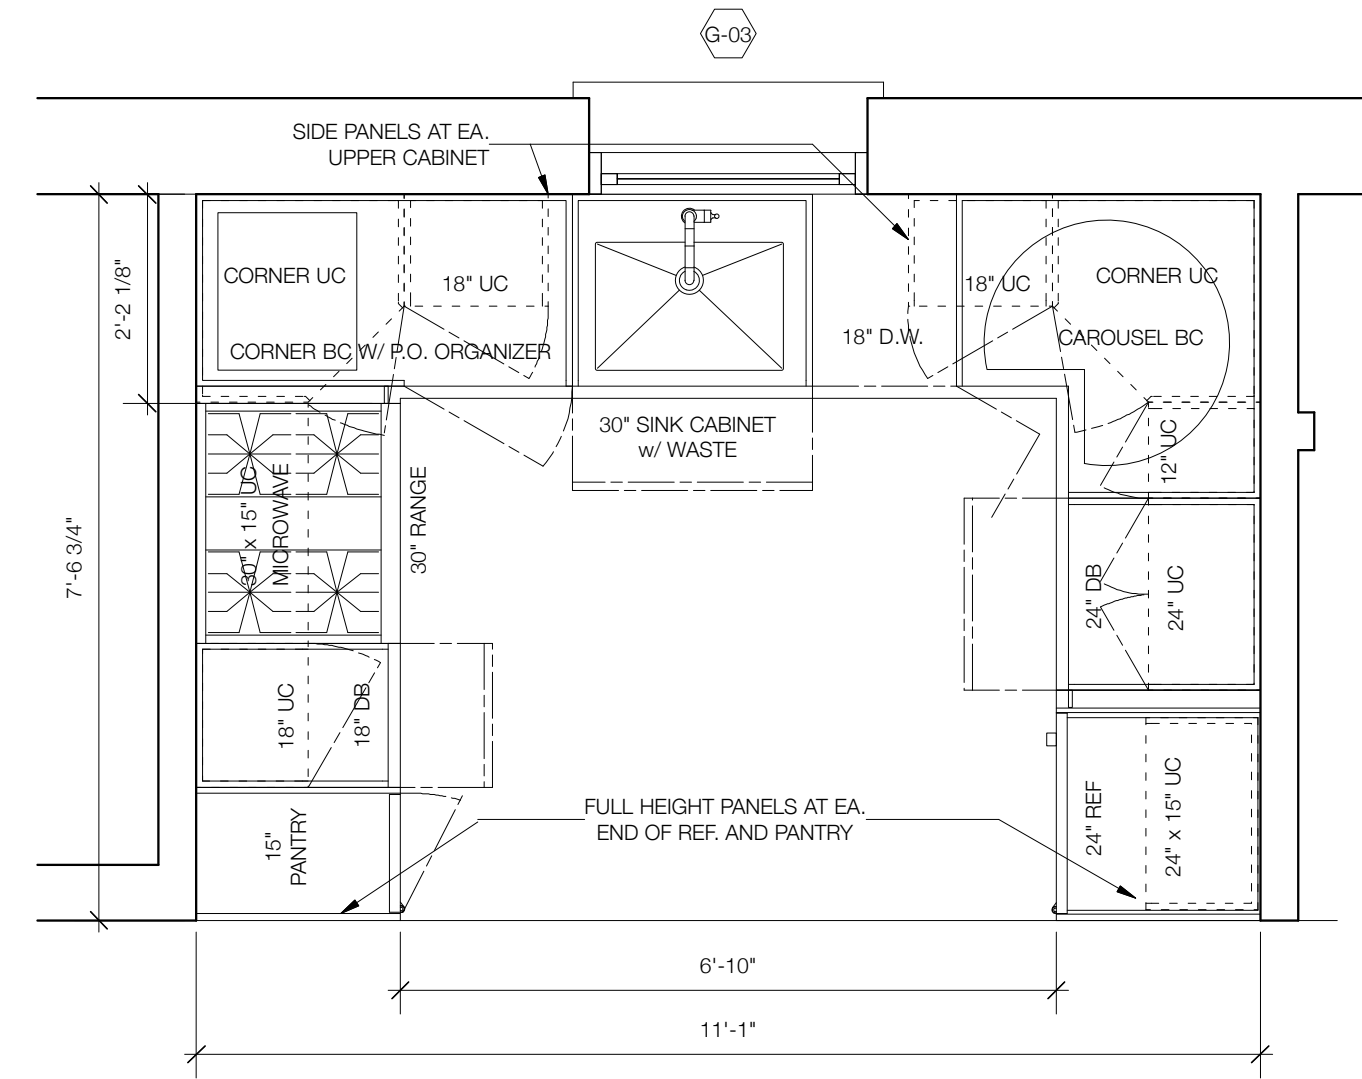 G-03
SIDE PANELS AT EA.
UPPER CABINET
CORNER UC
18" UC
18" UC
CORNER UC
2'-2 1/8"
CORNER BC W/ P.O. ORGANIZER
18" D.W.
CAROUSEL BC
30" SINK CABINET
w/ WASTE
12" UC
30" x 15" UC
MICROWAVE
30" RANGE
7'-6 3/4"
24" DB
24" UC
18" UC
18" DB
FULL HEIGHT PANELS AT EA.
END OF REF. AND PANTRY
15"
PANTRY
24" REF
24" x 15" UC
6'-10"
11'-1"